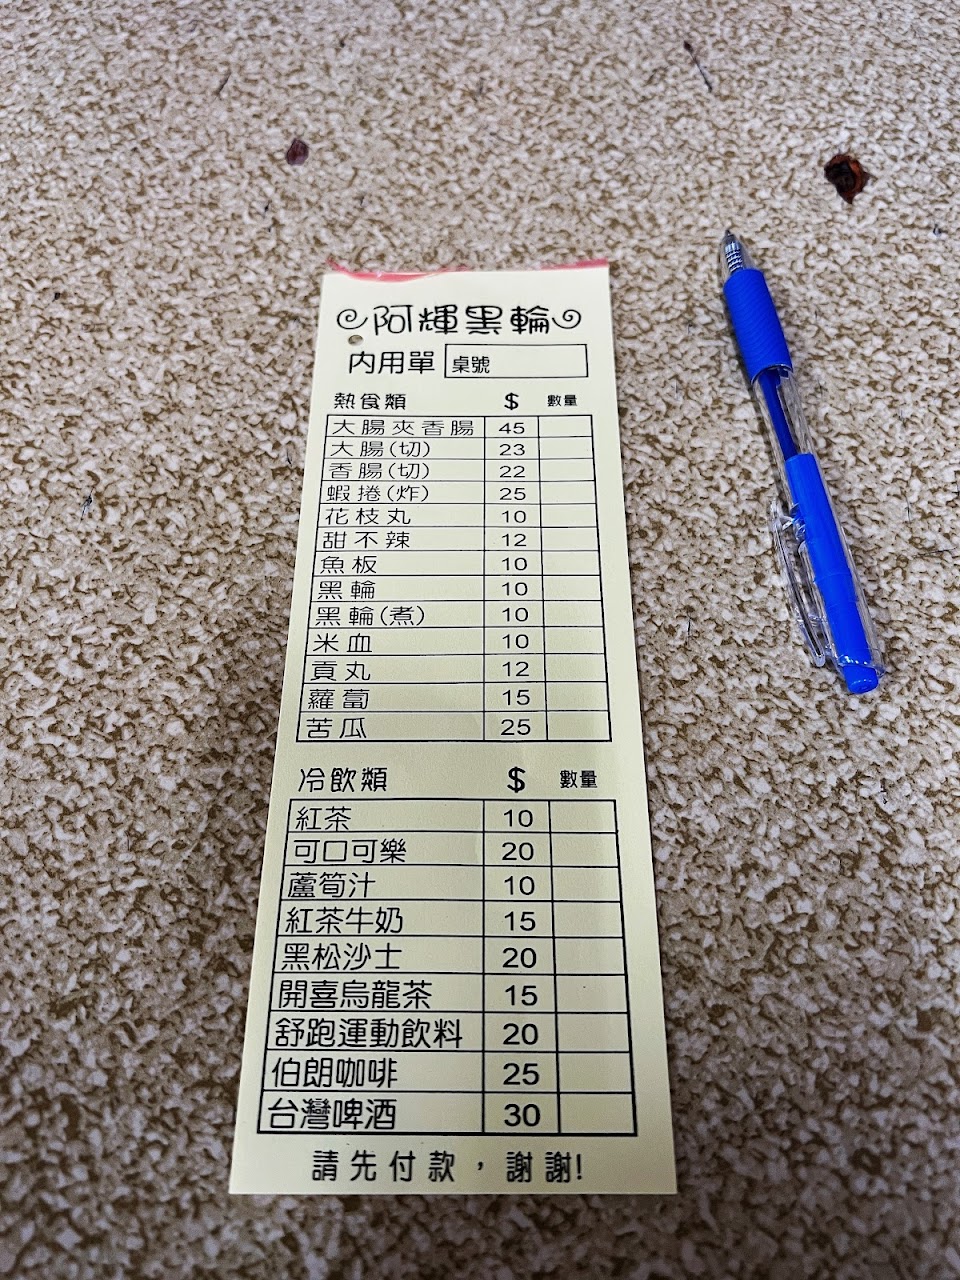 阿輝黑輪
內用單 桌號
熱食類 $ 數量
大腸夾香腸 45
大腸(切) 23
香腸(切) 22
蝦捲(炸) 25
花枝丸 10
甜不辣 12
魚板 10
黑輪 10
黑輪(煮) 10
米血 10
貢丸 12
蘿蔔 15
苦瓜 25
冷飲類 $ 數量
紅茶 10
可口可樂 20
蘆筍汁 10
紅茶牛奶 15
黑松沙士 20
開喜烏龍茶 15
舒跑運動飲料 20
伯朗咖啡 25
台灣啤酒 30
請先付款，謝謝!